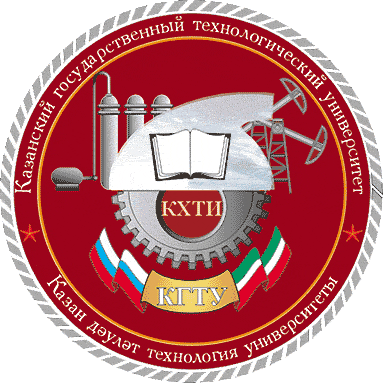 Казанский государственный технологический университет
КХТИ
КГТУ
Казан дәүләт технология университеты